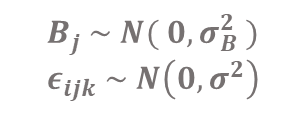 B_j ~ N( 0, σ_B^2 )
ϵ_ijk ~ N(0, σ^2)